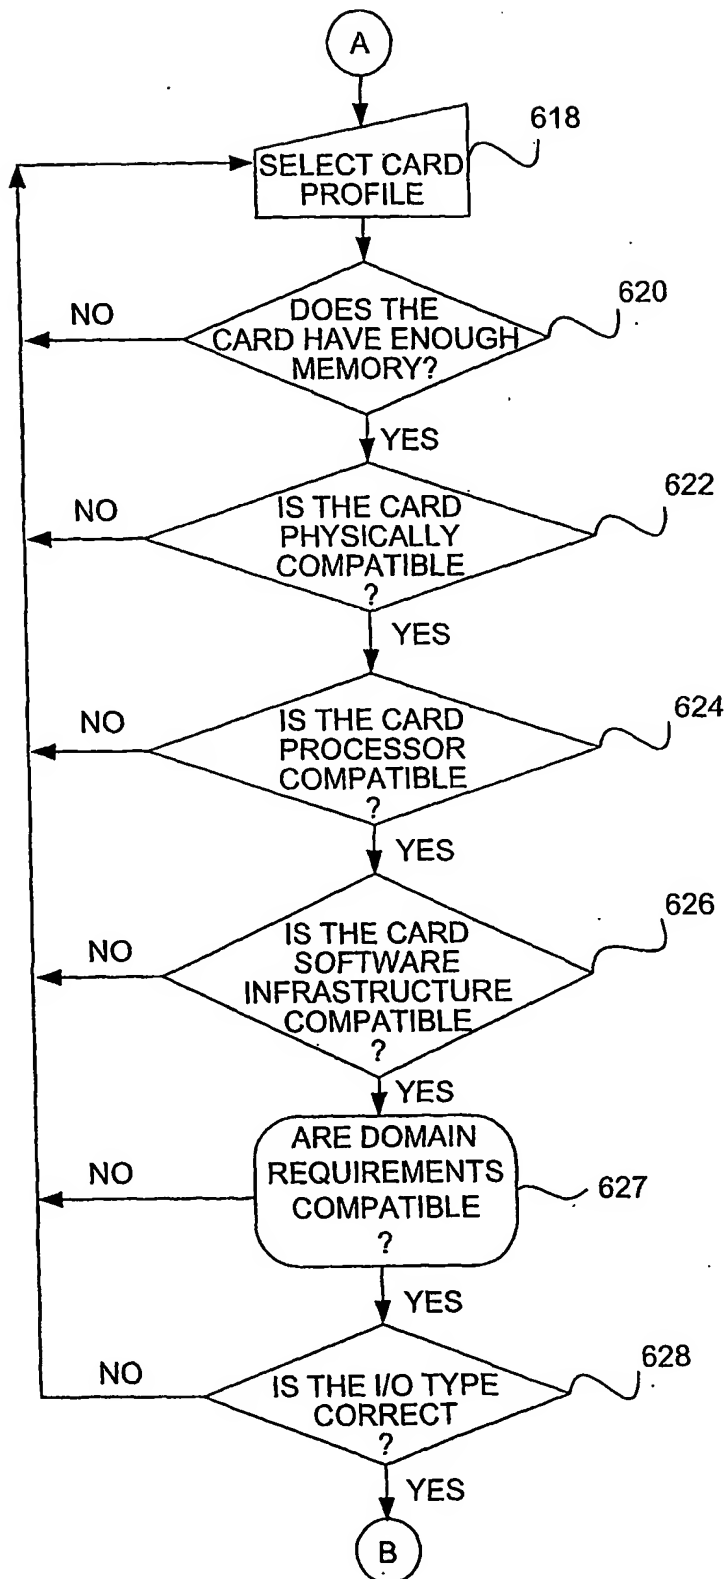 A
618
SELECT CARD
PROFILE
620
DOES THE
CARD HAVE ENOUGH
MEMORY?
NO
YES
622
IS THE CARD
PHYSICALLY
COMPATIBLE
?
NO
YES
624
IS THE CARD
PROCESSOR
COMPATIBLE
?
NO
YES
626
IS THE CARD
SOFTWARE
INFRASTRUCTURE
COMPATIBLE
?
NO
YES
ARE DOMAIN
REQUIREMENTS
COMPATIBLE
?
NO
627
YES
628
IS THE I/O TYPE
CORRECT
?
NO
YES
B